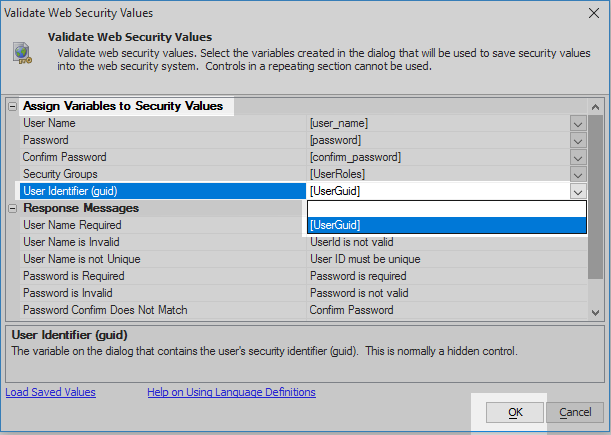 Validate Web Security Values
Validate Web Security Values
Validate web security values. Select the variables created in the dialog that will be used to save security values
into the web security system. Controls in a repeating section cannot be used.
Assign Variables to Security Values
User Name [user_name]
Password [password]
Confirm Password [confirm_password]
Security Groups [UserRoles]
User Identifier (guid) [UserGuid]
Response Messages
User Name Required [UserGuid]
User Name is Invalid UserId is not valid
User Name is not Unique User ID must be unique
Password is Required Password is required
Password is Invalid Password is not valid
Password Confirm Does Not Match Confirm Password
User Identifier (guid)
The variable on the dialog that contains the user's security identifier (guid). This is normally a hidden control.
Load Saved Values Help on Using Language Definitions
OK Cancel